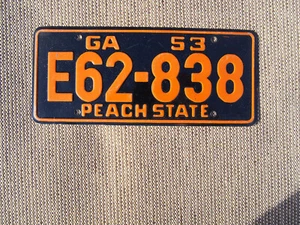 GA 53
E62-838
PEACH STATE